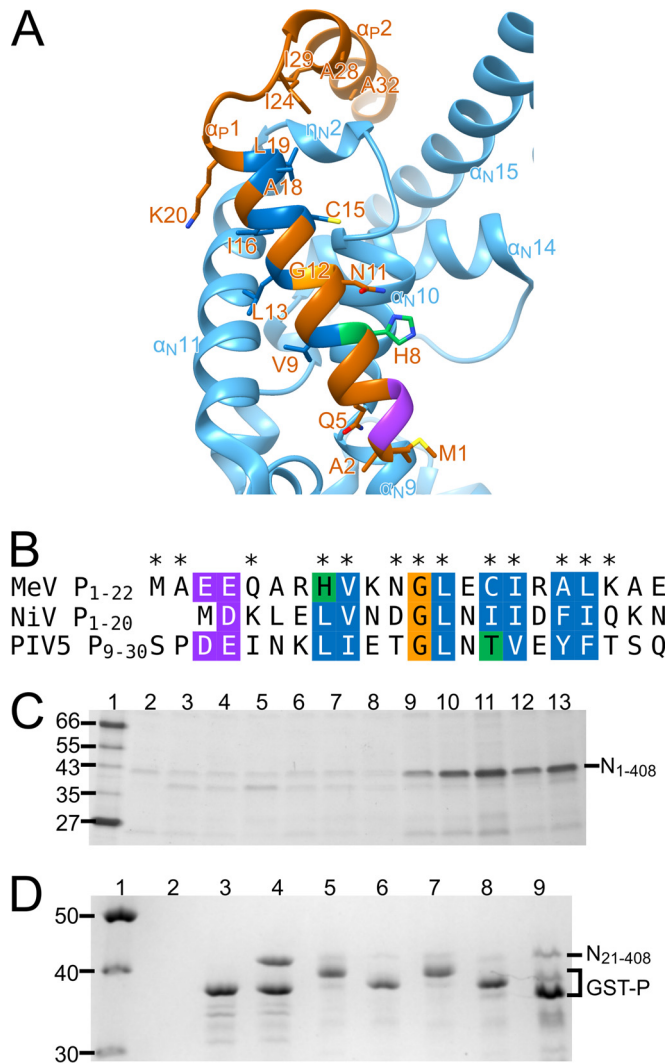 A
αP2
I29
A28
A32
I24
αP1
ηN2
L19
αN15
A18
K20
C15
I16
αN14
G12
N11
αN10
L13
αN11
V9
H8
Q5
A2
M1
αN9
B
* * * * * * * * * * * *
MeV P1-22 M A E E Q A R H V K N G L E C I R A L K A E
NiV P1-20 M D K L E L V N D G L N I I D F I Q K N
PIV5 P9-30 S P D E I N K L I E T G L N T V E Y F T S Q
C
1 2 3 4 5 6 7 8 9 10 11 12 13
66
55
43
N1-408
35
27
D
1 2 3 4 5 6 7 8 9
50
N21-408
40
GST-P
30